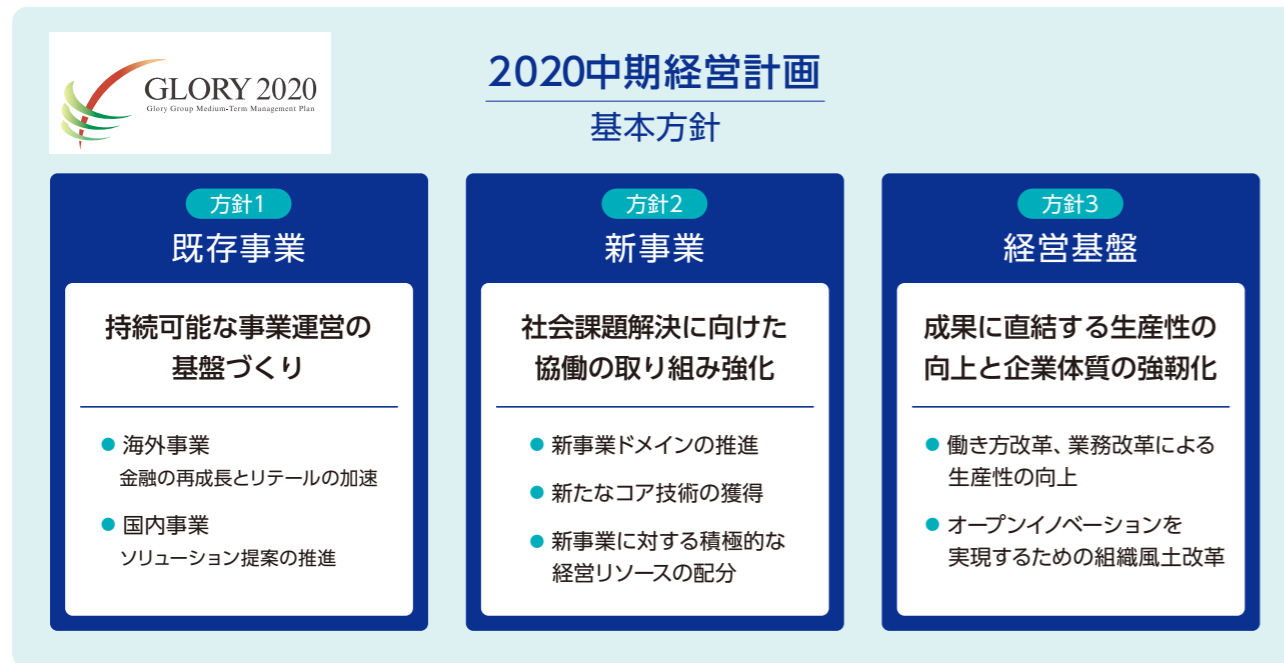 GLORY 2020
Glory Group Medium-Term Management Plan
2020中期経営計画
基本方針
方針1
既存事業
持続可能な事業運営の
基盤づくり
● 海外事業
金融の再成長とリテールの加速
● 国内事業
ソリューション提案の推進
方針2
新事業
社会課題解決に向けた
協働の取り組み強化
● 新事業ドメインの推進
● 新たなコア技術の獲得
● 新事業に対する積極的な
経営リソースの配分
方針3
経営基盤
成果に直結する生産性の
向上と企業体質の強靭化
● 働き方改革、業務改革による
生産性の向上
● オープンイノベーションを
実現するための組織風土改革